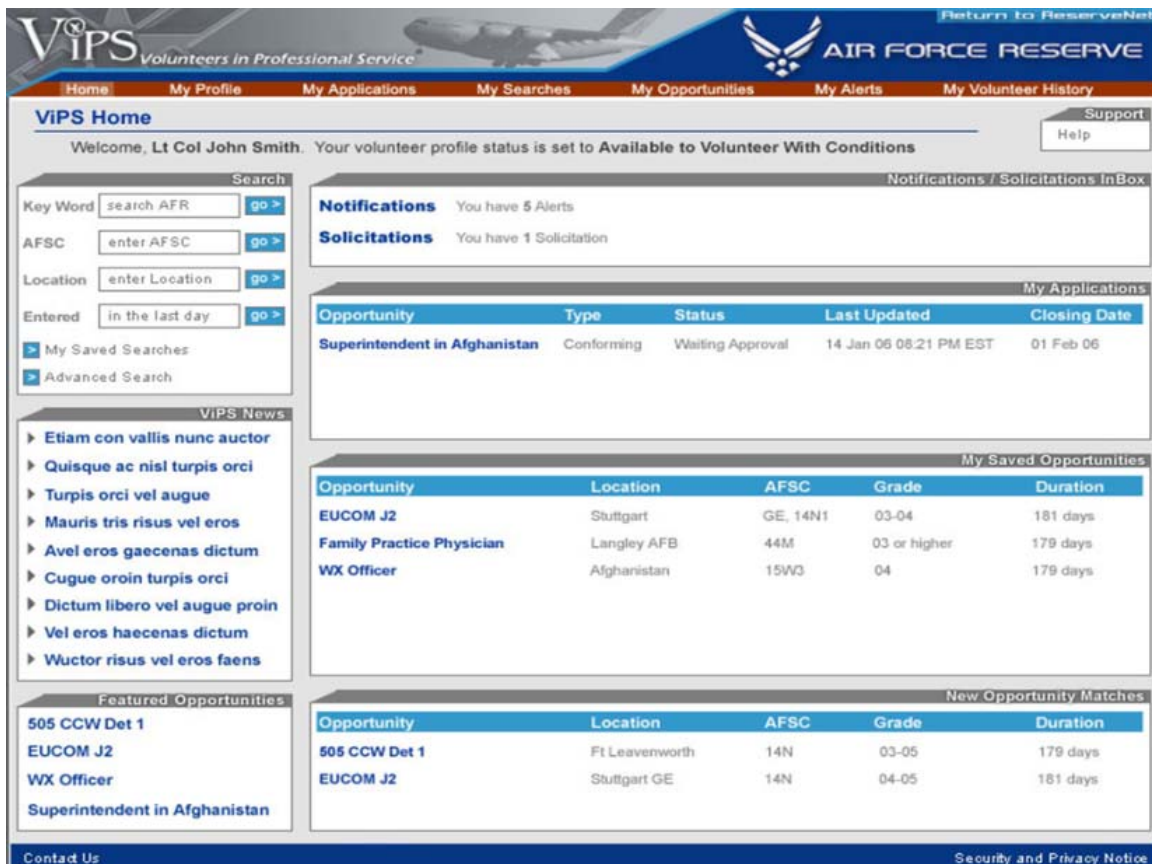 Return to ReserveNet
ViPS Volunteers in Professional Service
AIR FORCE RESERVE
Home My Profile My Applications My Searches My Opportunities My Alerts My Volunteer History
ViPS Home
Support
Help
Welcome, Lt Col John Smith. Your volunteer profile status is set to Available to Volunteer With Conditions
Search
Key Word search AFR go >
AFSC enter AFSC go >
Location enter Location go >
Entered in the last day go >
> My Saved Searches
> Advanced Search
ViPS News
Etiam con vallis nunc auctor
Quisque ac nisl turpis orci
Turpis orci vel augue
Mauris tris risus vel eros
Avel eros gaecenas dictum
Cugue oroin turpis orci
Dictum libero vel augue proin
Vel eros haecenas dictum
Wuctor risus vel eros faens
Featured Opportunities
505 CCW Det 1
EUCOM J2
WX Officer
Superintendent in Afghanistan
Notifications / Solicitations InBox
Notifications You have 5 Alerts
Solicitations You have 1 Solicitation
My Applications
Opportunity Type Status Last Updated Closing Date
Superintendent in Afghanistan Conforming Waiting Approval 14 Jan 06 08:21 PM EST 01 Feb 06
My Saved Opportunities
Opportunity Location AFSC Grade Duration
EUCOM J2 Stuttgart GE, 14N1 03-04 181 days
Family Practice Physician Langley AFB 44M 03 or higher 179 days
WX Officer Afghanistan 15W3 04 179 days
New Opportunity Matches
Opportunity Location AFSC Grade Duration
505 CCW Det 1 Ft Leavenworth 14N 03-05 179 days
EUCOM J2 Stuttgart GE 14N 04-05 181 days
Contact Us Security and Privacy Notice